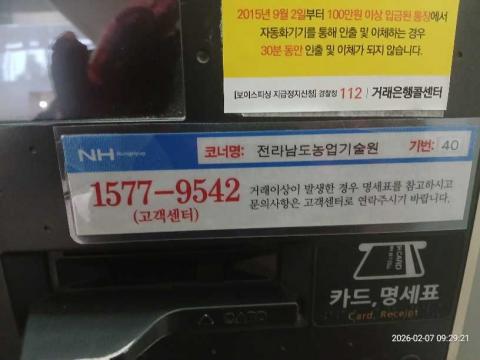 2015년 9월 2일부터 100만원 이상 입금된 통장에서
자동화기기를 통해 인출 및 이체하는 경우
30분 동안 인출 및 이체가 되지 않습니다.
[보이스피싱 지급정지신청] 경찰청 112 | 거래은행콜센터
NH 코너명: 전라남도농업기술원 기번: 40
1577-9542
(고객센터)
거래이상이 발생한 경우 명세표를 참고하시고
문의사항은 고객센터로 연락주시기 바랍니다.
CARD
카드, 명세표
Card, Receipt
2026-02-07 09:29:21